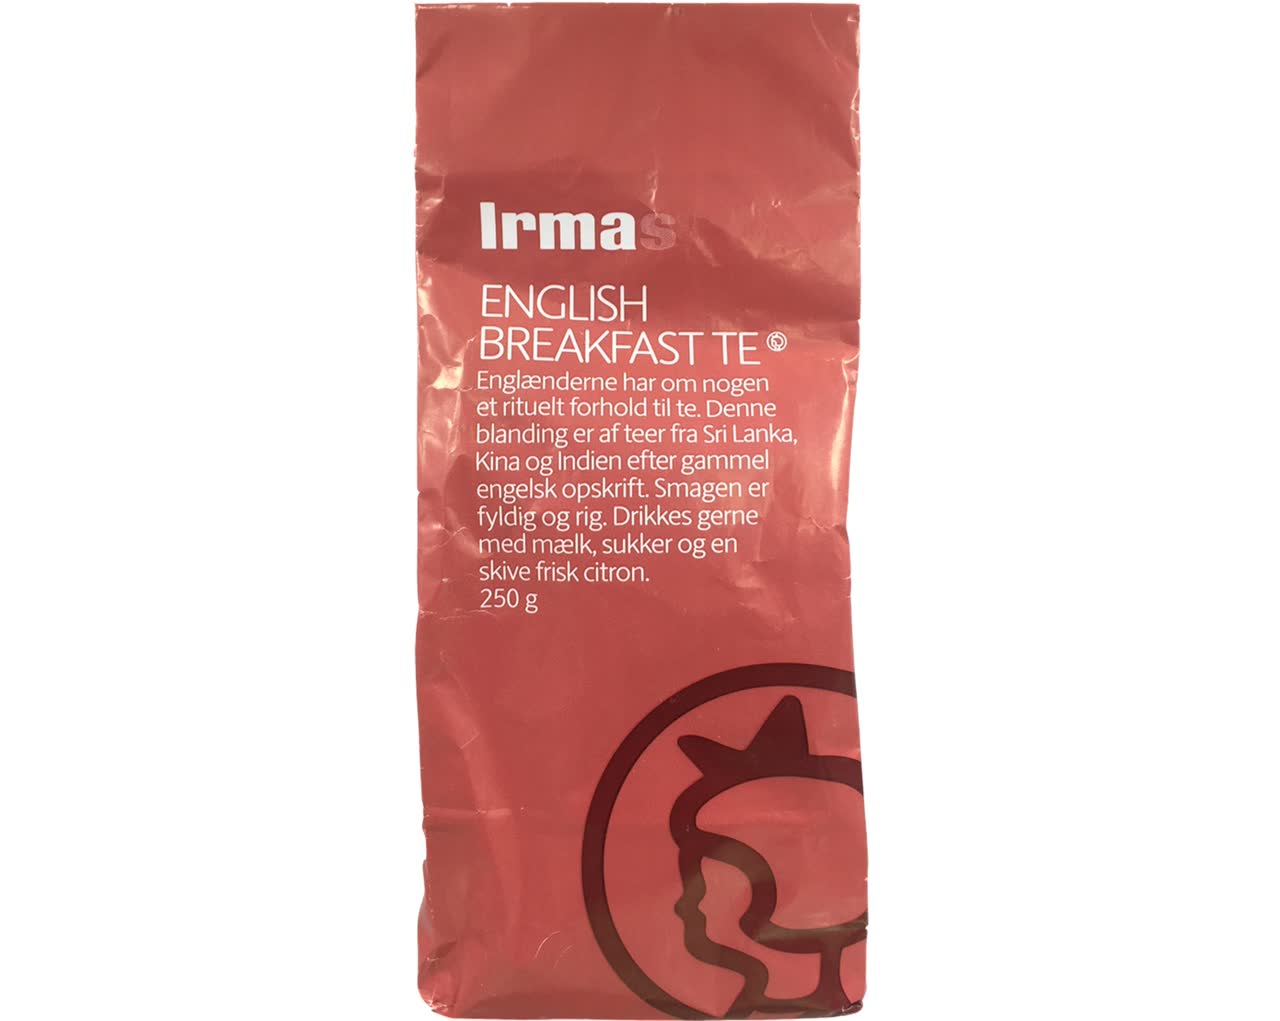 Irmas
ENGLISH
BREAKFAST TE
Englænderne har om nogen
et rituelt forhold til te. Denne
blanding er af teer fra Sri Lanka,
Kina og Indien efter gammel
engelsk opskrift. Smagen er
fyldig og rig. Drikkes gerne
med mælk, sukker og en
skive frisk citron.
250 g